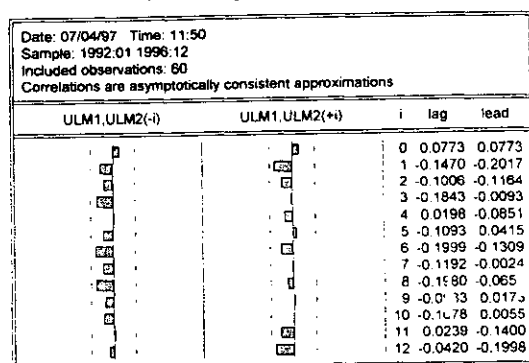 Date: 07/04/97 Time: 11:50
Sample: 1992:01 1996:12
Included observations: 60
Correlations are asymptotically consistent approximations
ULM1,ULM2(-i) ULM1,ULM2(+i) i lag lead
0 0.0773 0.0773
1 -0.1470 -0.2017
2 -0.1006 -0.1164
3 -0.1843 -0.0093
4 0.0198 -0.0851
5 -0.1093 0.0415
6 -0.1999 -0.1309
7 -0.1192 -0.0024
8 -0.1980 -0.065
9
10 0.0055
11 0.0239 -0.1400
12 -0.0420 -0.1998